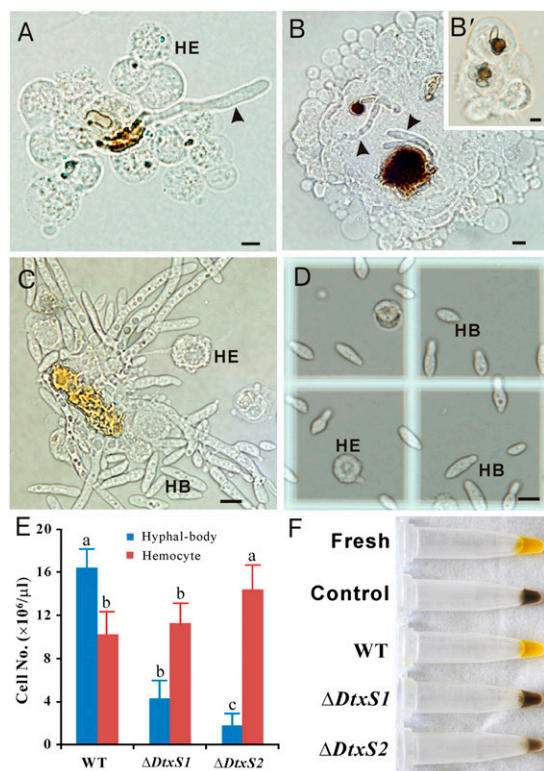 A
HE
B
B'
C
HE
HB
D
HB
HE
HB
E
Cell No. (×10⁶/µl)
20
16
12
8
4
0
Hyphal-body
Hemocyte
a
b
b
b
c
a
WT
ΔDtxS1
ΔDtxS2
F
Fresh
Control
WT
ΔDtxS1
ΔDtxS2